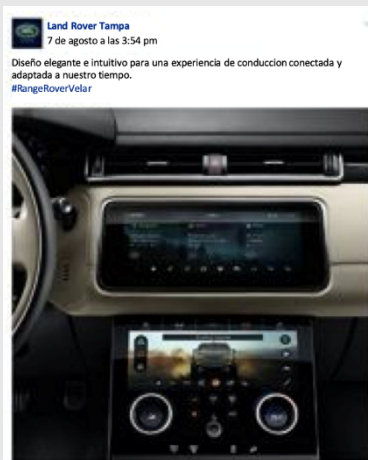 Land Rover Tampa
7 de agosto a las 3:54 pm
Diseño elegante e intuitivo para una experiencia de conduccion conectada y
adaptada a nuestro tiempo.
#RangeRoverVelar